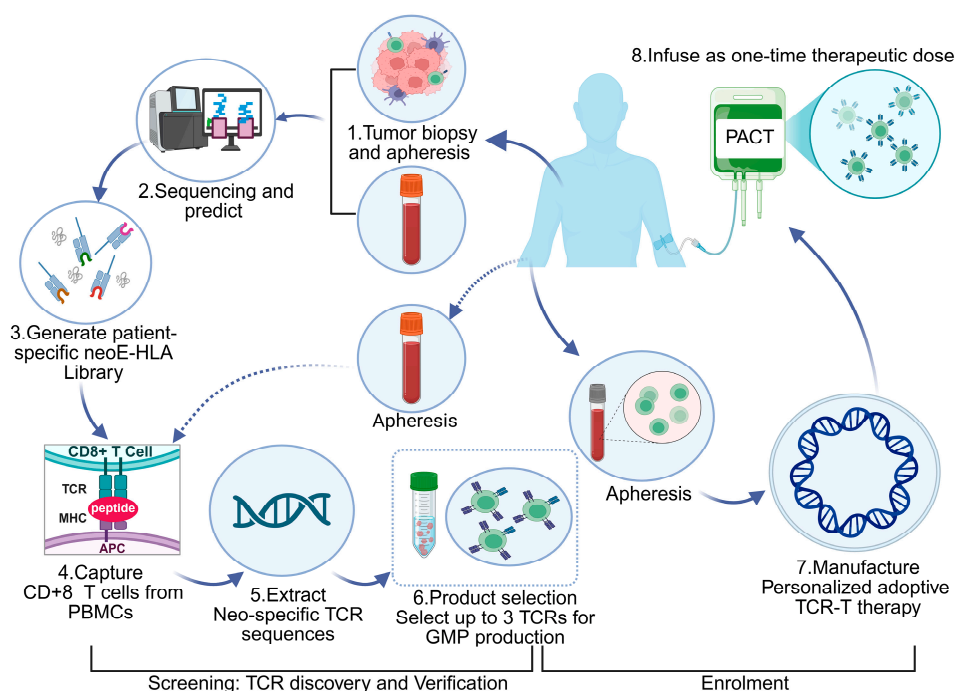 8.Infuse as one-time therapeutic dose
PACT
1.Tumor biopsy
and apheresis
2.Sequencing and
predict
3.Generate patient-
specific neoE-HLA
Library
Apheresis
Apheresis
CD8+ T Cell
TCR
peptide
MHC
APC
4.Capture
CD+8 T cells from
PBMCs
5.Extract
Neo-specific TCR
sequences
6.Product selection
Select up to 3 TCRs for
GMP production
7.Manufacture
Personalized adoptive
TCR-T therapy
Screening: TCR discovery and Verification
Enrolment